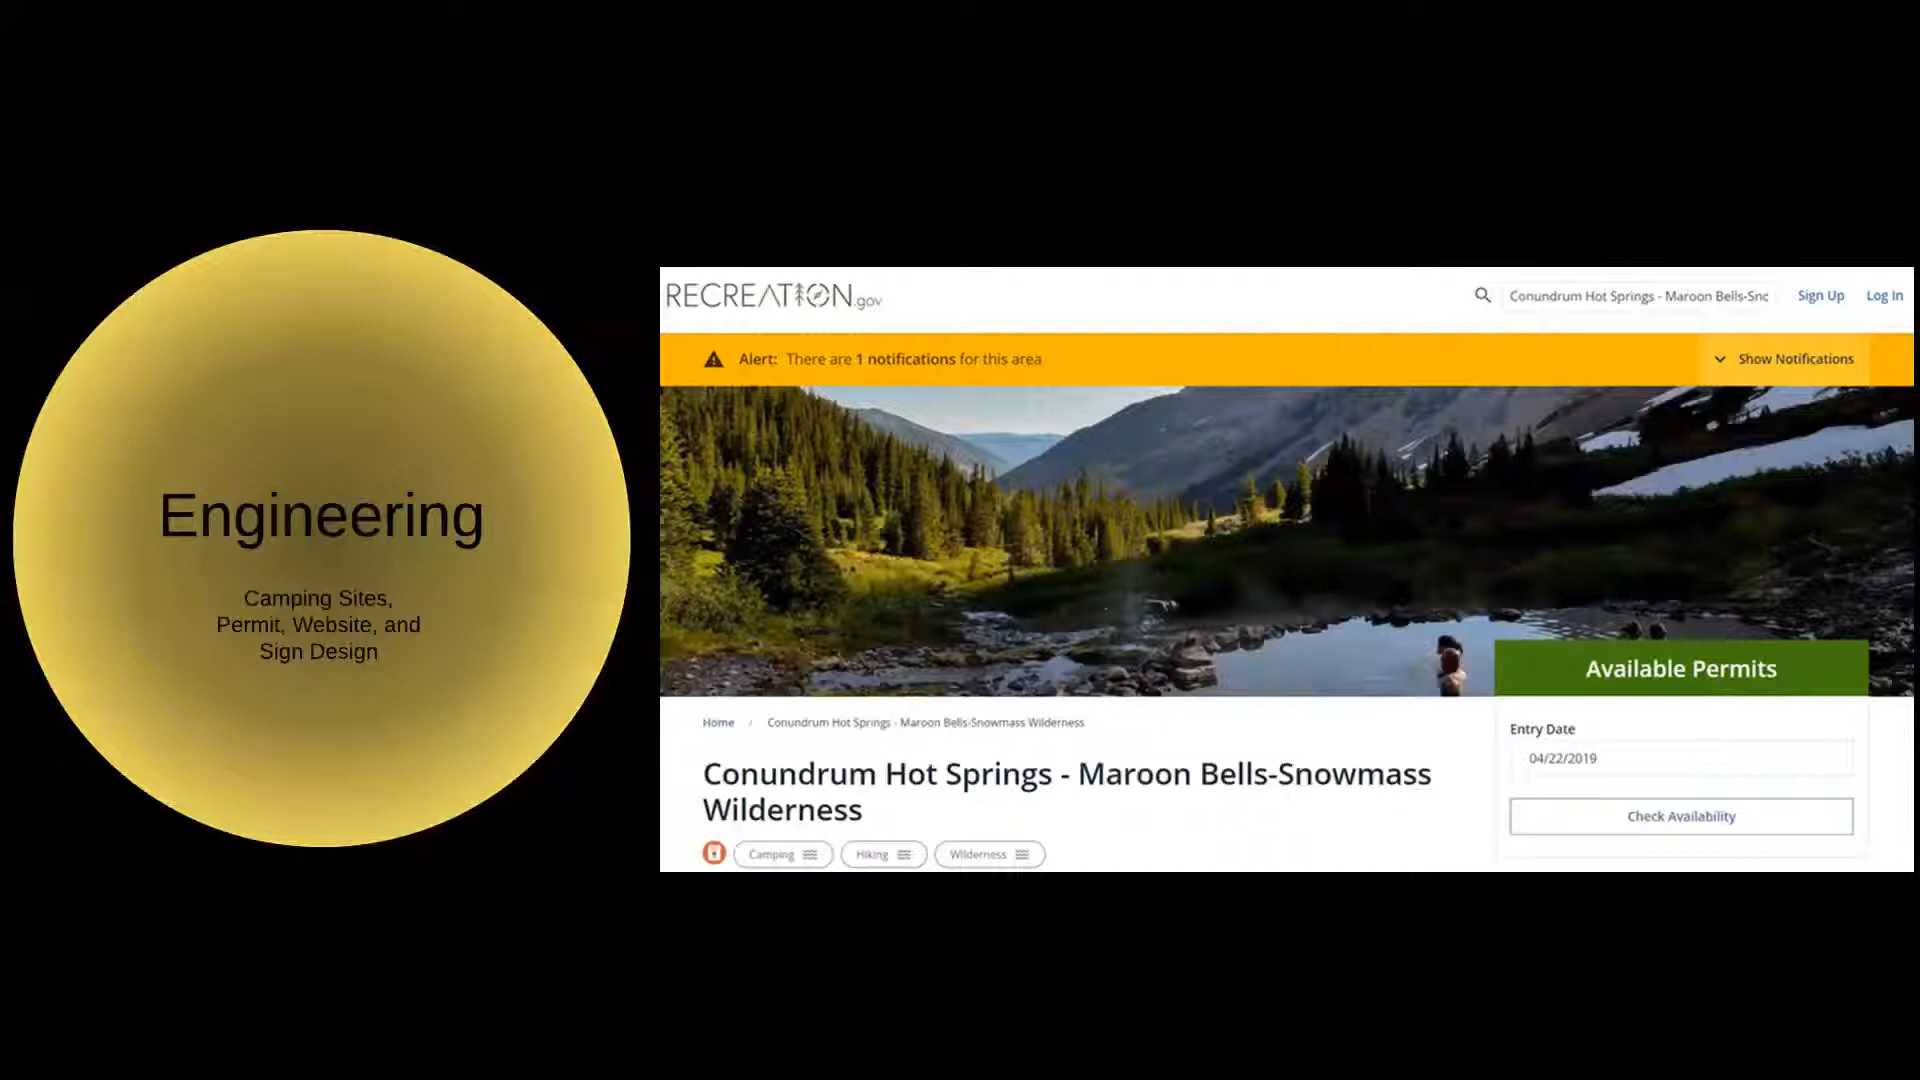 Engineering
Camping Sites,
Permit, Website, and
Sign Design
RECREATION.gov
Conundrum Hot Springs - Maroon Bells-Snc
Sign Up
Log In
Alert: There are 1 notifications for this area
Show Notifications
Available Permits
Home / Conundrum Hot Springs - Maroon Bells-Snowmass Wilderness
Entry Date
04/22/2019
Conundrum Hot Springs - Maroon Bells-Snowmass
Wilderness
Check Availability
Camping
Hiking
Wilderness